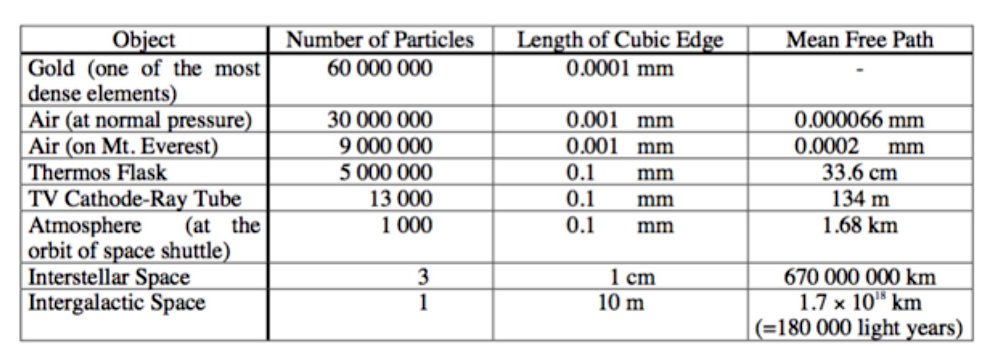 Object Number of Particles Length of Cubic Edge Mean Free Path
Gold (one of the most
dense elements) 60 000 000 0.0001 mm -
Air (at normal pressure) 30 000 000 0.001 mm 0.000066 mm
Air (on Mt. Everest) 9 000 000 0.001 mm 0.0002 mm
Thermos Flask 5 000 000 0.1 mm 33.6 cm
TV Cathode-Ray Tube 13 000 0.1 mm 134 m
Atmosphere (at the
orbit of space shuttle) 1 000 0.1 mm 1.68 km
Interstellar Space 3 1 cm 670 000 000 km
Intergalactic Space 1 10 m 1.7 × 10¹⁸ km
(=180 000 light years)